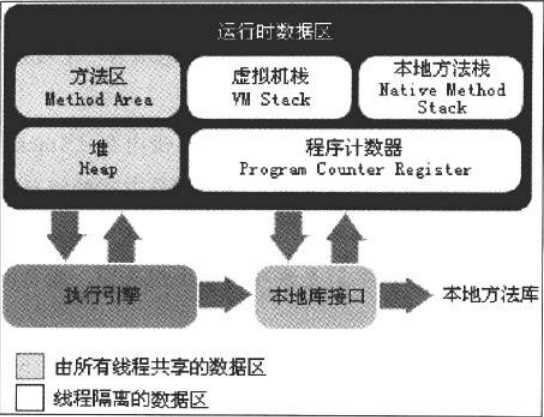 运行时数据区
方法区
Method Area
虚拟机栈
VM Stack
本地方法栈
Native Method
Stack
堆
Heap
程序计数器
Program Counter Register
执行引擎
本地库接口
本地方法库
由所有线程共享的数据区
线程隔离的数据区